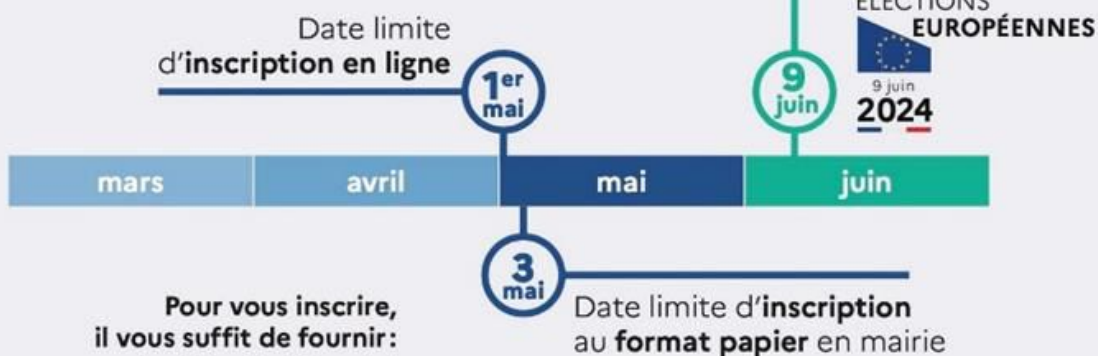 ÉLECTIONS
EUROPÉENNES
9 juin
2024
Date limite
d'inscription en ligne
1er
mai
9
juin
mars
avril
mai
juin
3
mai
Date limite d'inscription
au format papier en mairie
Pour vous inscrire,
il vous suffit de fournir :